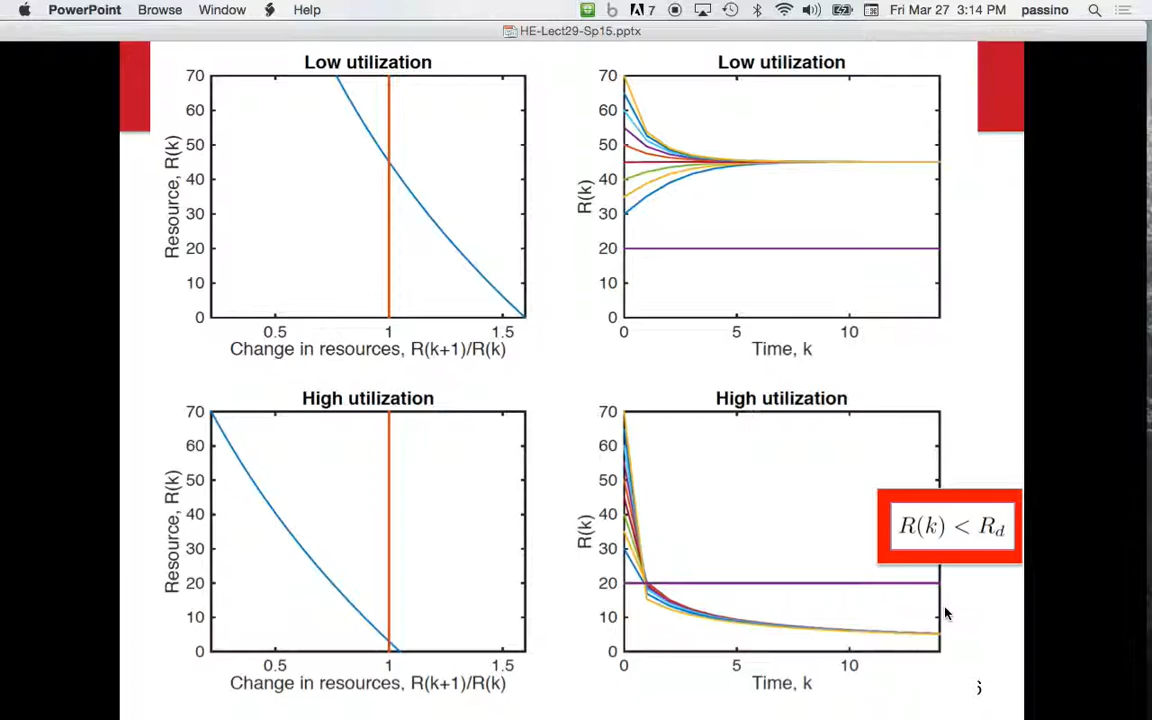 PowerPoint Browse Window Help 7 Fri Mar 27 3:14 PM passino
HE-Lect29-Sp15.pptx
Low utilization
70
60
50
40
30
20
10
0
Resource, R(k)
0.5 1 1.5
Change in resources, R(k+1)/R(k)
Low utilization
70
60
50
40
30
20
10
0
R(k)
0 5 10
Time, k
High utilization
70
60
50
40
30
20
10
0
Resource, R(k)
0.5 1 1.5
Change in resources, R(k+1)/R(k)
High utilization
70
60
50
40
30
20
10
0
R(k)
0 5 10
Time, k
R(k) < R_d